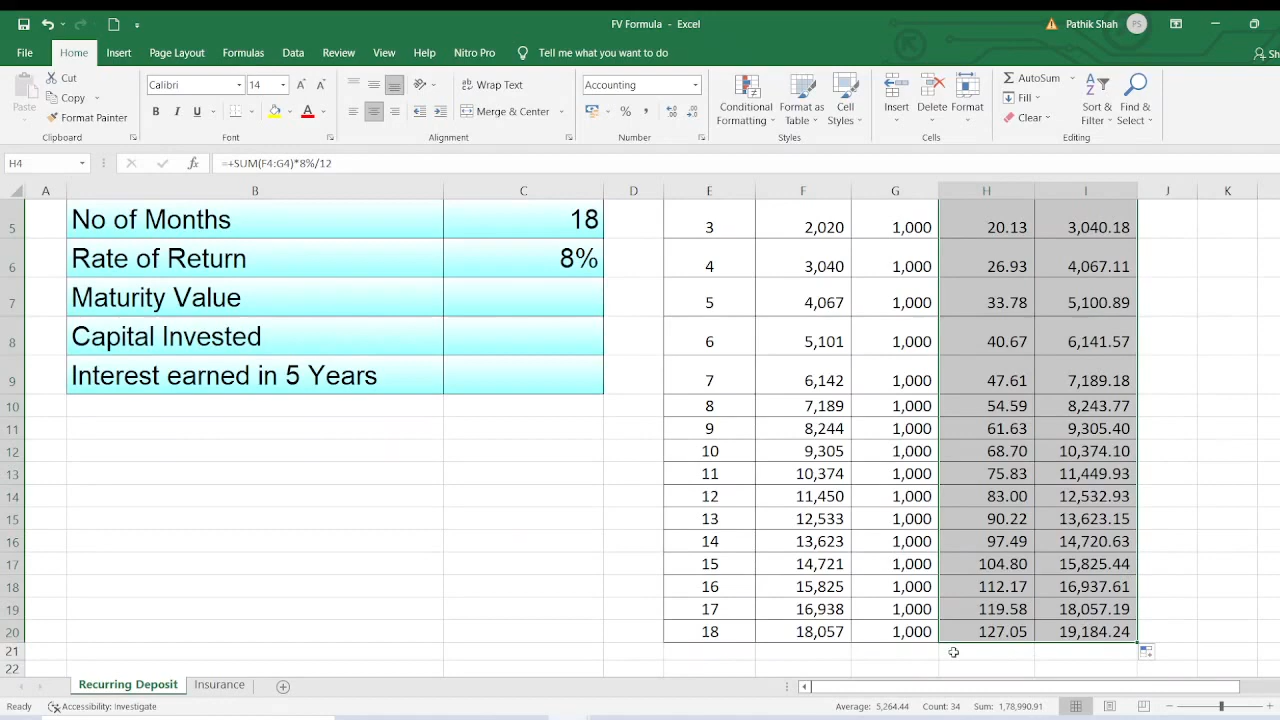 FV Formula - Excel
Pathik Shah
PS
File Home Insert Page Layout Formulas Data Review View Help Nitro Pro Tell me what you want to do
Sh
Paste
Cut
Copy
Format Painter
Clipboard
Calibri 14
B I U
Font
Wrap Text
Merge & Center
Alignment
Accounting
%
Number
Conditional Formatting
Format as Table
Cell Styles
Styles
Insert
Delete
Format
Cells
AutoSum
Fill
Clear
Sort & Filter
Find & Select
Editing
H4 fx =+SUM(F4:G4)*8%/12
A B C D E F G H I J K
5 No of Months 18 3 2,020 1,000 20.13 3,040.18
6 Rate of Return 8% 4 3,040 1,000 26.93 4,067.11
7 Maturity Value 5 4,067 1,000 33.78 5,100.89
8 Capital Invested 6 5,101 1,000 40.67 6,141.57
9 Interest earned in 5 Years 7 6,142 1,000 47.61 7,189.18
10 8 7,189 1,000 54.59 8,243.77
11 9 8,244 1,000 61.63 9,305.40
12 10 9,305 1,000 68.70 10,374.10
13 11 10,374 1,000 75.83 11,449.93
14 12 11,450 1,000 83.00 12,532.93
15 13 12,533 1,000 90.22 13,623.15
16 14 13,623 1,000 97.49 14,720.63
17 15 14,721 1,000 104.80 15,825.44
18 16 15,825 1,000 112.17 16,937.61
19 17 16,938 1,000 119.58 18,057.19
20 18 18,057 1,000 127.05 19,184.24
21
22
Recurring Deposit Insurance
Ready Accessibility: Investigate Average: 5,264.44 Count: 34 Sum: 1,78,990.91